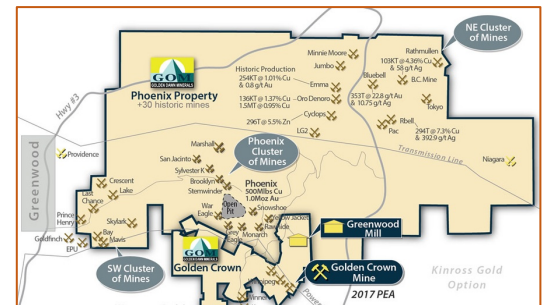 NE Cluster
of Mines
GOM
GOLDEN DAWN MINERALS
Phoenix Property
+30 historic mines
Hwy #3
Minnie Moore
Jumbo
Rathmullen
103KT @ 4.36% Cu
& 58 g/t Ag
Historic Production
254KT @ 1.01% Cu
& 0.8 g/t Au
Emma
Bluebell
B.C. Mine
136KT @ 1.37% Cu
1.5MT @ 0.95% Cu
Oro Denoro
353T @ 22.8 g/t Au
& 10.75 g/t Ag
Tokyo
Cyclops
296T @ 5.5% Zn
LG2
Rbell
Pac
294T @ 7.3% Cu
& 392.9 g/t Ag
Transmission Line
Niagara
Greenwood
Providence
Marshall
Phoenix
Cluster
of Mines
San Jacinto
Sylvester K
Brooklyn
Stemwinder
Crescent
Last
Chance
Lake
Phoenix
500MlBs Cu
1.0Moz Au
Open
Pit
War
Eagle
Snowshoe
Yellow Jacket
Rawhide
Monarch
Grey
Eagle
Prince
Henry
Skylark
Goldfinch
Bay
EPU
Mavis
SW Cluster
of Mines
Golden Crown
Greenwood
Mill
Golden Crown
Mine
2017 PEA
Kinross Gold
Option
Winnipeg